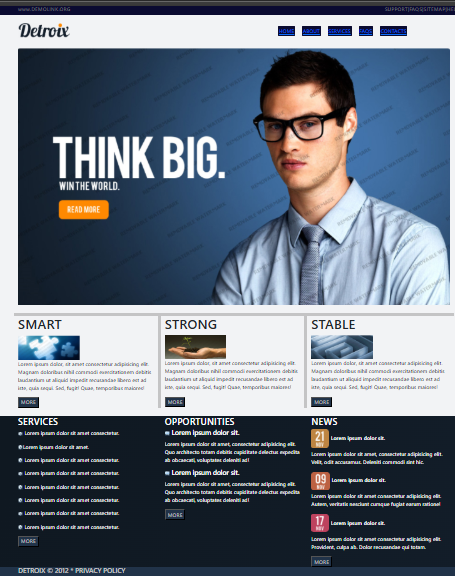 www.DEMOLINK.ORG
SUPPORT|FAQS|SITEMAP|HE
Detroix
HOME ABOUT SERVICES FAQS CONTACTS
THINK BIG.
WIN THE WORLD.
READ MORE
SMART
Lorem ipsum dolor, sit amet consectetur adipisicing elit.
Magnam doloribus nihil commodi exercitationem debitis
laudantium ut aliquid impedit recusandae libero est ad
iste, quia sequi. Sed, fugit! Quae, temporibus maiores!
MORE
STRONG
Lorem ipsum dolor, sit amet consectetur adipisicing elit.
Magnam doloribus nihil commodi exercitationem debitis
laudantium ut aliquid impedit recusandae libero est ad
iste, quia sequi. Sed, fugit! Quae, temporibus maiores!
MORE
STABLE
Lorem ipsum dolor, sit amet consectetur adipisicing elit.
Magnam doloribus nihil commodi exercitationem debitis
laudantium ut aliquid impedit recusandae libero est ad
iste, quia sequi. Sed, fugit! Quae, temporibus maiores!
MORE
SERVICES
Lorem ipsum dolor sit amet consectetur.
Lorem ipsum dolor sit amet.
Lorem ipsum dolor sit amet consectetur.
Lorem ipsum dolor sit amet consectetur.
Lorem ipsum dolor sit amet consectetur.
Lorem ipsum dolor sit amet consectetur.
Lorem ipsum dolor sit amet consectetur.
Lorem ipsum dolor sit amet consectetur.
MORE
OPPORTUNITIES
Lorem ipsum dolor sit.
Lorem ipsum dolor sit amet consectetur, adipisicing elit.
Quo architecto totam debitis cupiditate delectus expedita
ab obcaecati, voluptates deleniti ad!
Lorem ipsum dolor sit.
Lorem ipsum dolor sit amet consectetur, adipisicing elit.
Quo architecto totam debitis cupiditate delectus expedita
ab obcaecati, voluptates deleniti ad!
MORE
NEWS
21
NOV
Lorem ipsum dolor sit.
Lorem ipsum dolor sit amet consectetur adipisicing elit.
Velit, odit accusamus. Deleniti commodi sint hic.
09
NOV
Lorem ipsum dolor sit.
Lorem ipsum dolor sit amet consectetur adipisicing elit.
Autem, veritatis nesciunt cumque fugiat earum ratione!
17
NOV
Lorem ipsum dolor sit.
Lorem ipsum dolor sit amet consectetur adipisicing elit.
Provident, culpa ab. Dolor recusandae qui totam.
MORE
DETROIX © 2012 * PRIVACY POLICY